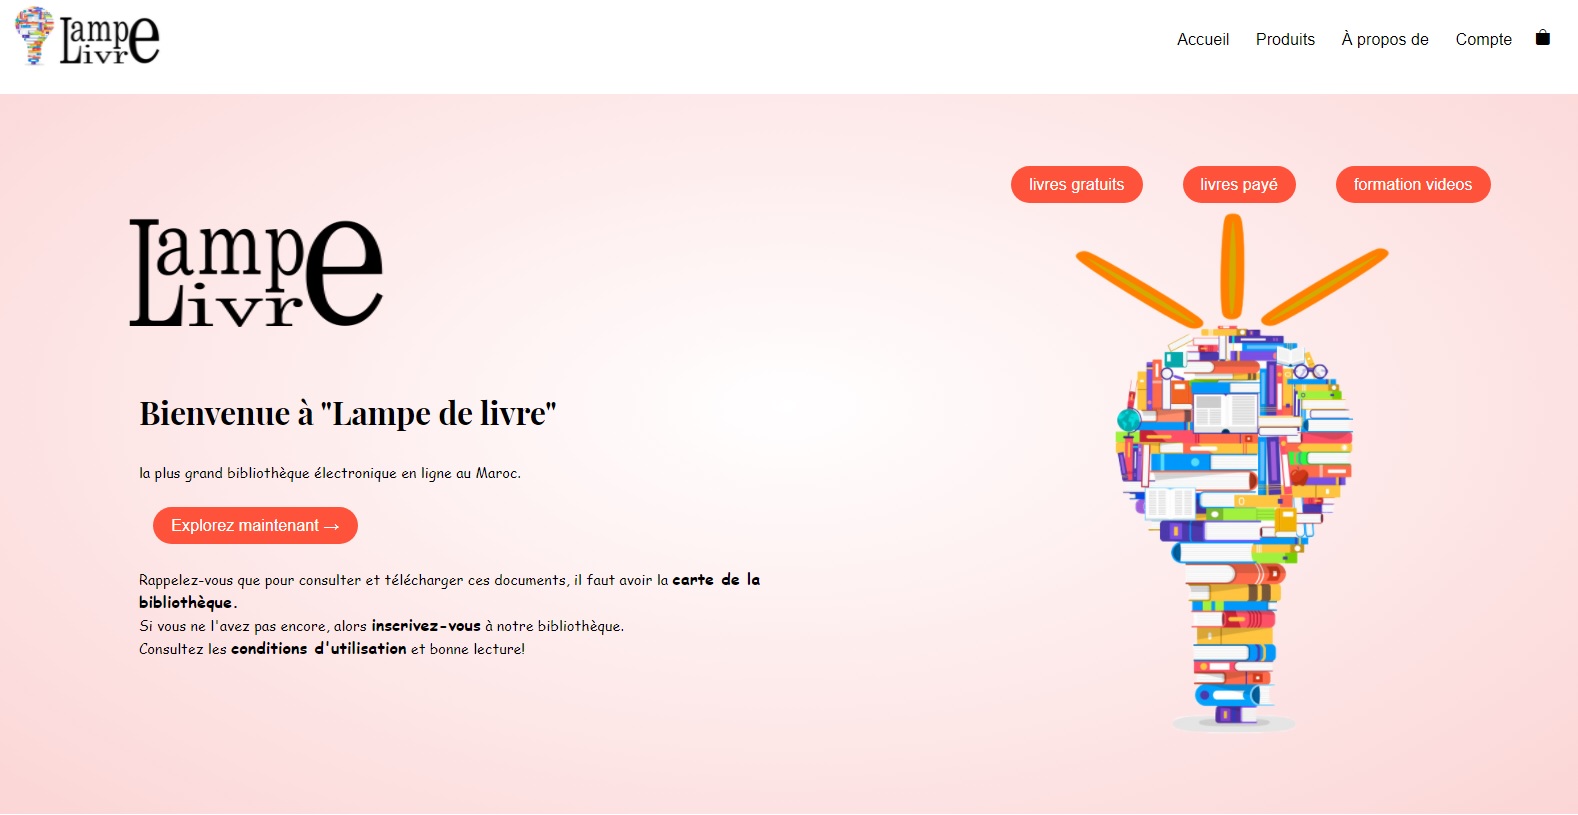 Lampe
Livre
Accueil Produits À propos de Compte
livres gratuits livres payé formation videos
Lampe
Livre
Bienvenue à "Lampe de livre"
la plus grand bibliothèque électronique en ligne au Maroc.
Explorez maintenant →
Rappelez-vous que pour consulter et télécharger ces documents, il faut avoir la carte de la
bibliothèque.
Si vous ne l'avez pas encore, alors inscrivez-vous à notre bibliothèque.
Consultez les conditions d'utilisation et bonne lecture!